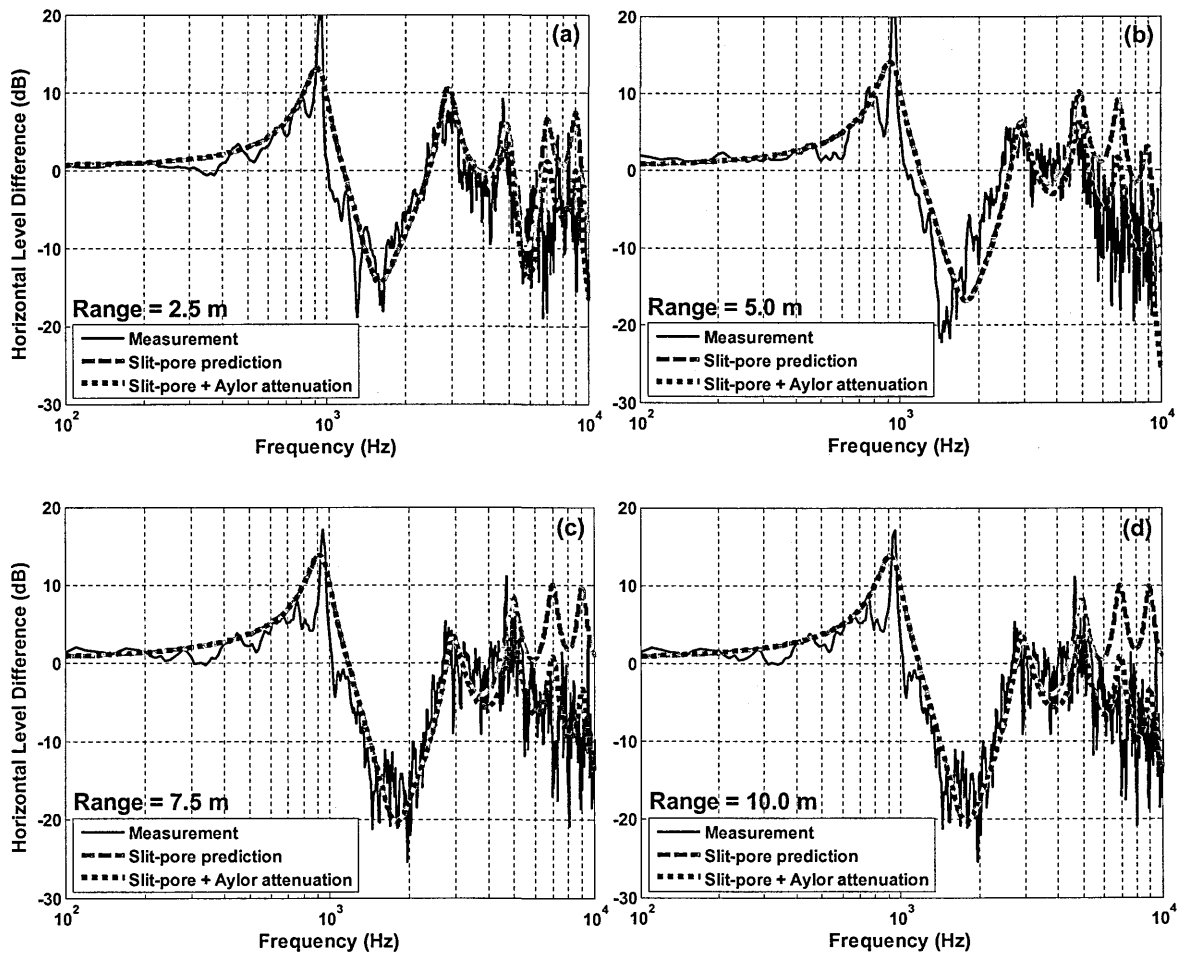 (a)
20
10
0
-10
-20
-30
Horizontal Level Difference (dB)
Range = 2.5 m
Measurement
Slit-pore prediction
Slit-pore + Aylor attenuation
10^2
10^3
10^4
Frequency (Hz)
(b)
20
10
0
-10
-20
-30
Range = 5.0 m
Measurement
Slit-pore prediction
Slit-pore + Aylor attenuation
10^2
10^3
10^4
Frequency (Hz)
(c)
20
10
0
-10
-20
-30
Horizontal Level Difference (dB)
Range = 7.5 m
Measurement
Slit-pore prediction
Slit-pore + Aylor attenuation
10^2
10^3
10^4
Frequency (Hz)
(d)
20
10
0
-10
-20
-30
Range = 10.0 m
Measurement
Slit-pore prediction
Slit-pore + Aylor attenuation
10^2
10^3
10^4
Frequency (Hz)